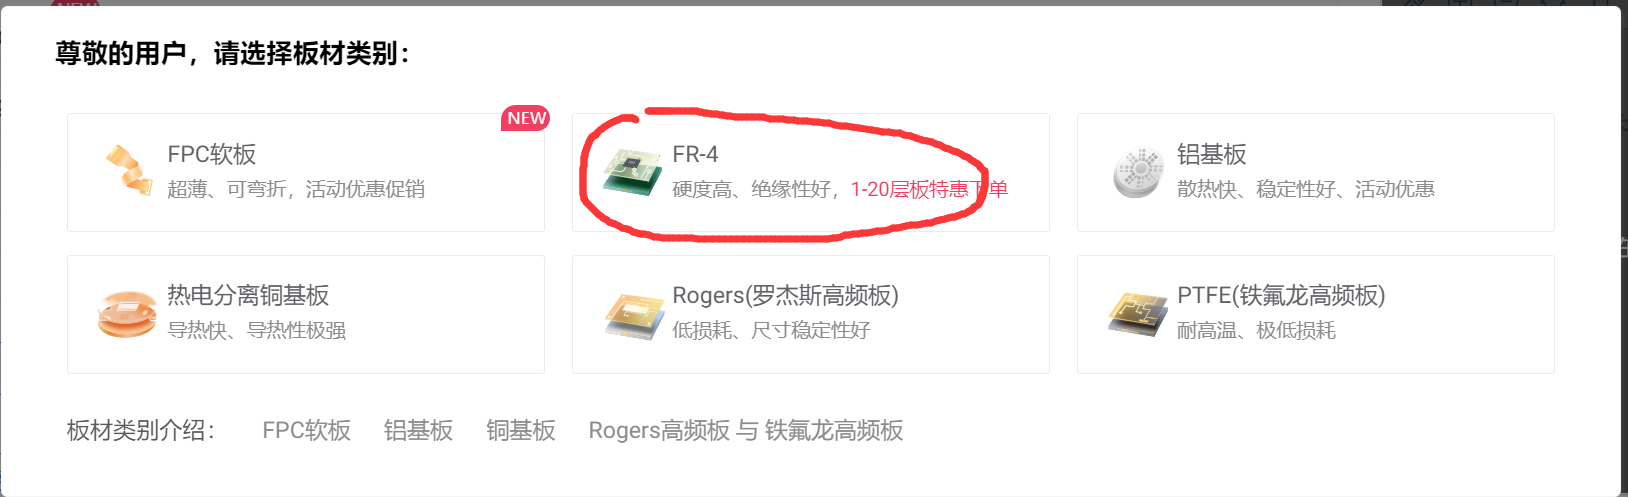 尊敬的用户，请选择板材类别：
NEW
FPC软板
超薄、可弯折，活动优惠促销
FR-4
硬度高、绝缘性好，1-20层板特惠下单
铝基板
散热快、稳定性好、活动优惠
热电分离铜基板
导热快、导热性极强
Rogers(罗杰斯高频板)
低损耗、尺寸稳定性好
PTFE(铁氟龙高频板)
耐高温、极低损耗
板材类别介绍： FPC软板 铝基板 铜基板 Rogers高频板 与 铁氟龙高频板